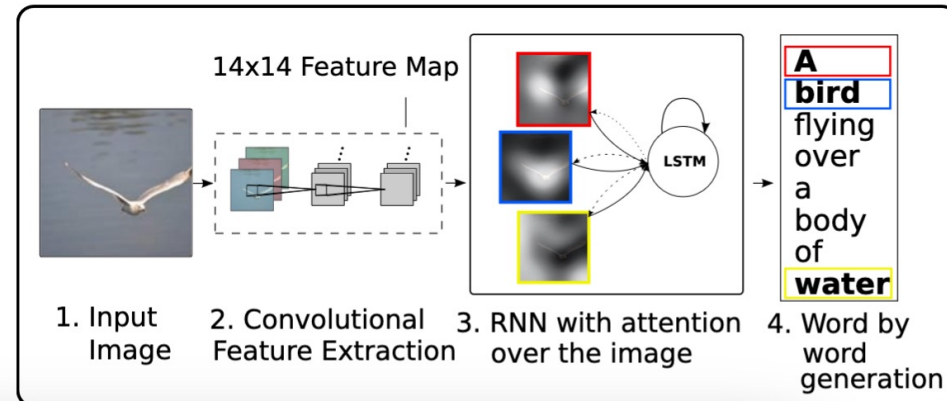 14x14 Feature Map
LSTM
A
bird
flying
over
a
body
of
water
1. Input
Image
2. Convolutional
Feature Extraction
3. RNN with attention
over the image
4. Word by
word
generation